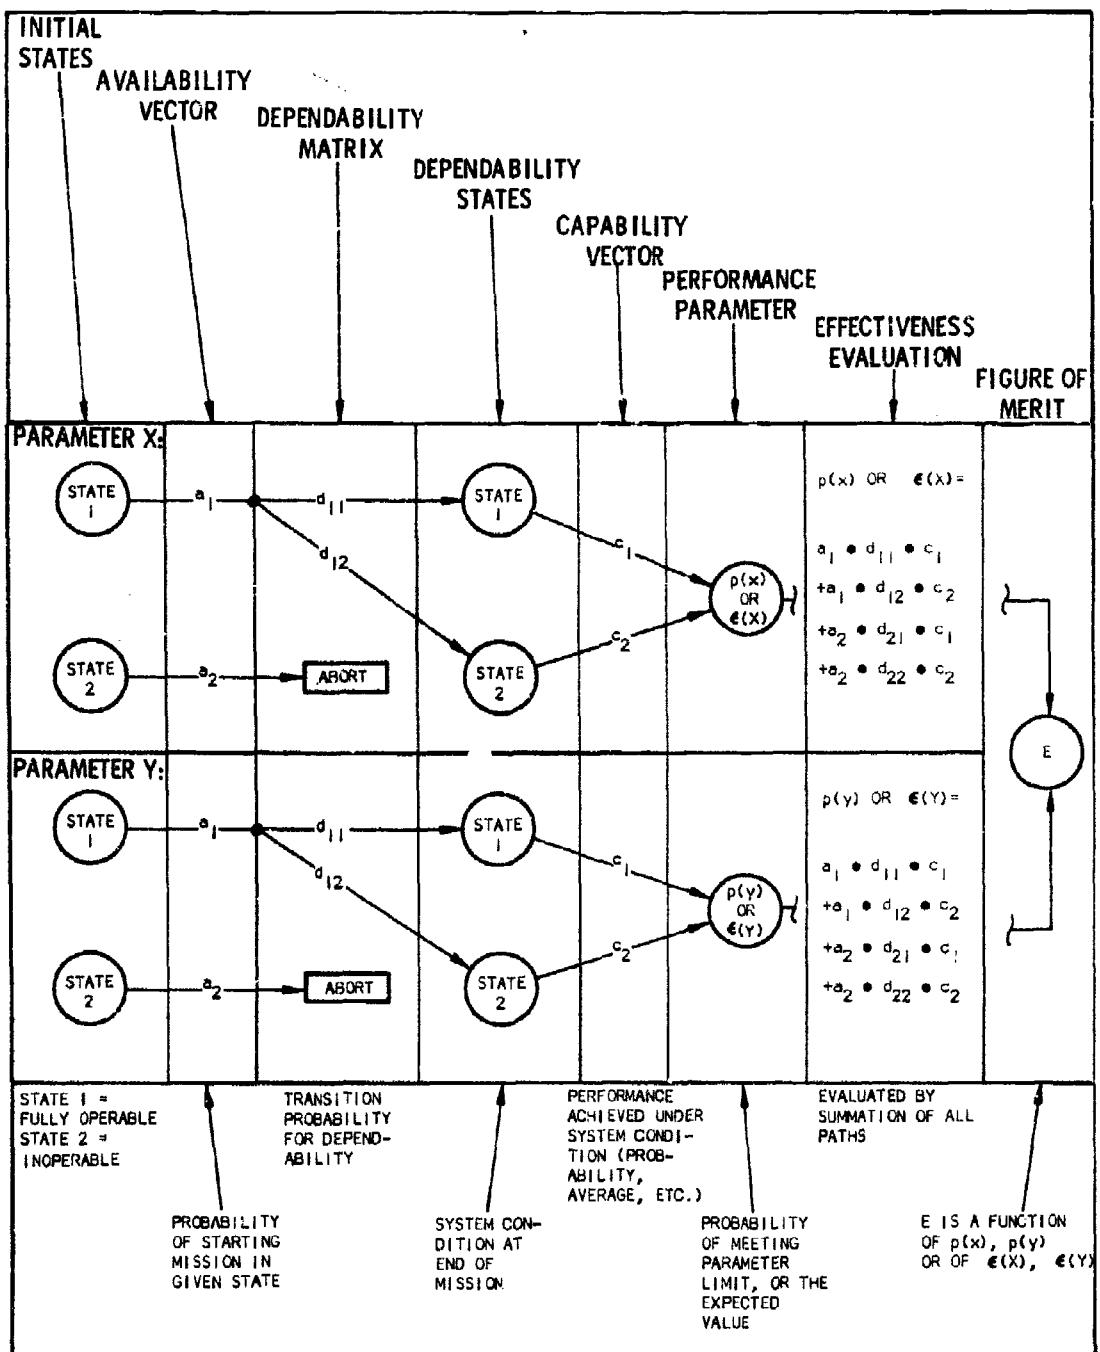 INITIAL
STATES
AVAILABILITY
VECTOR
DEPENDABILITY
MATRIX
DEPENDABILITY
STATES
CAPABILITY
VECTOR
PERFORMANCE
PARAMETER
EFFECTIVENESS
EVALUATION
FIGURE OF
MERIT
PARAMETER X:
STATE
1
a1
d11
d12
STATE
1
c1
STATE
2
a2
ABORT
STATE
2
c2
p(x)
OR
ϵ(X)
p(x) OR ϵ(X)=
a1 • d11 • c1
+a1 • d12 • c2
+a2 • d21 • c1
+a2 • d22 • c2
E
PARAMETER Y:
STATE
1
a1
d11
d12
STATE
1
c1
STATE
2
a2
ABORT
STATE
2
c2
p(y)
OR
ϵ(Y)
p(y) OR ϵ(Y)=
a1 • d11 • c1
+a1 • d12 • c2
+a2 • d21 • c1
+a2 • d22 • c2
STATE 1 =
FULLY OPERABLE
STATE 2 =
INOPERABLE
PROBABILITY
OF STARTING
MISSION IN
GIVEN STATE
TRANSITION
PROBABILITY
FOR DEPEND-
ABILITY
SYSTEM CON-
DITION AT
END OF
MISSION
PERFORMANCE
ACHIEVED UNDER
SYSTEM CONDI-
TION (PROB-
ABILITY,
AVERAGE, ETC.)
PROBABILITY
OF MEETING
PARAMETER
LIMIT, OR THE
EXPECTED
VALUE
EVALUATED BY
SUMMATION OF ALL
PATHS
E IS A FUNCTION
OF p(x), p(y)
OR OF ϵ(X), ϵ(Y)